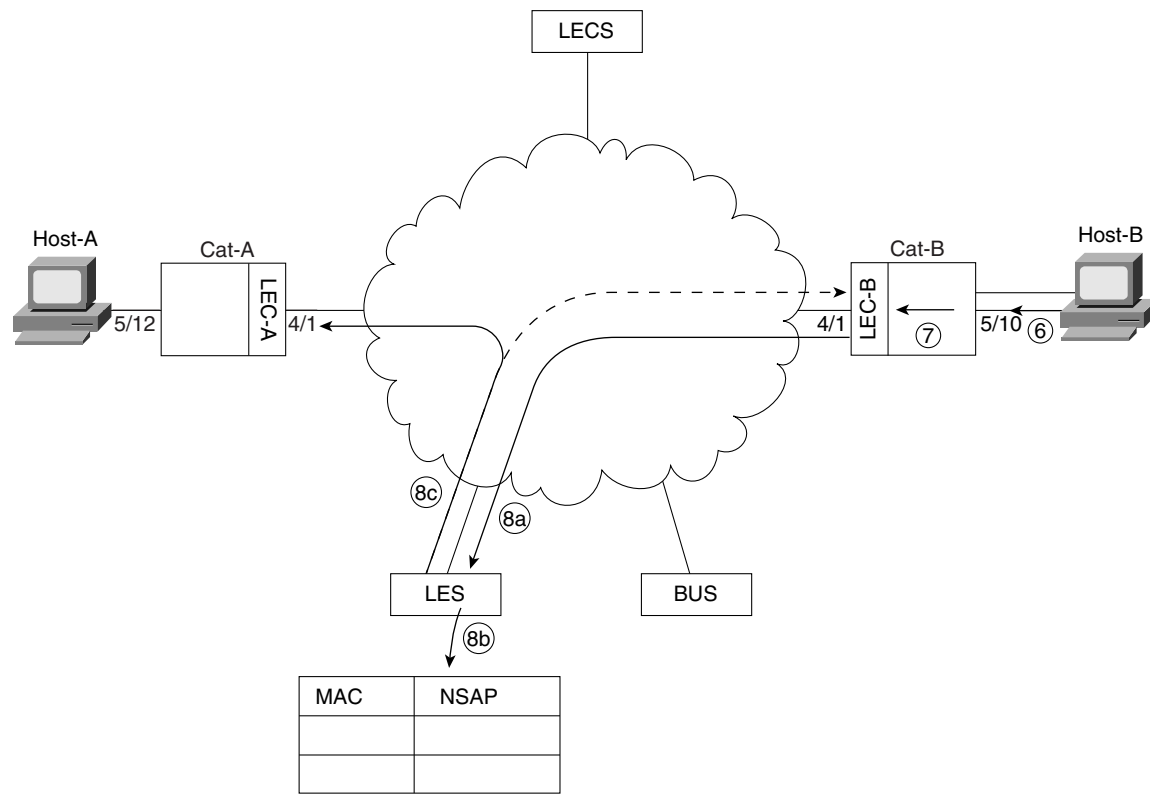 LECS
Host-A
Cat-A
LEC-A
5/12
4/1
Cat-B
Host-B
LEC-B
4/1
7
5/10
6
8c
8a
LES
BUS
8b
MAC NSAP